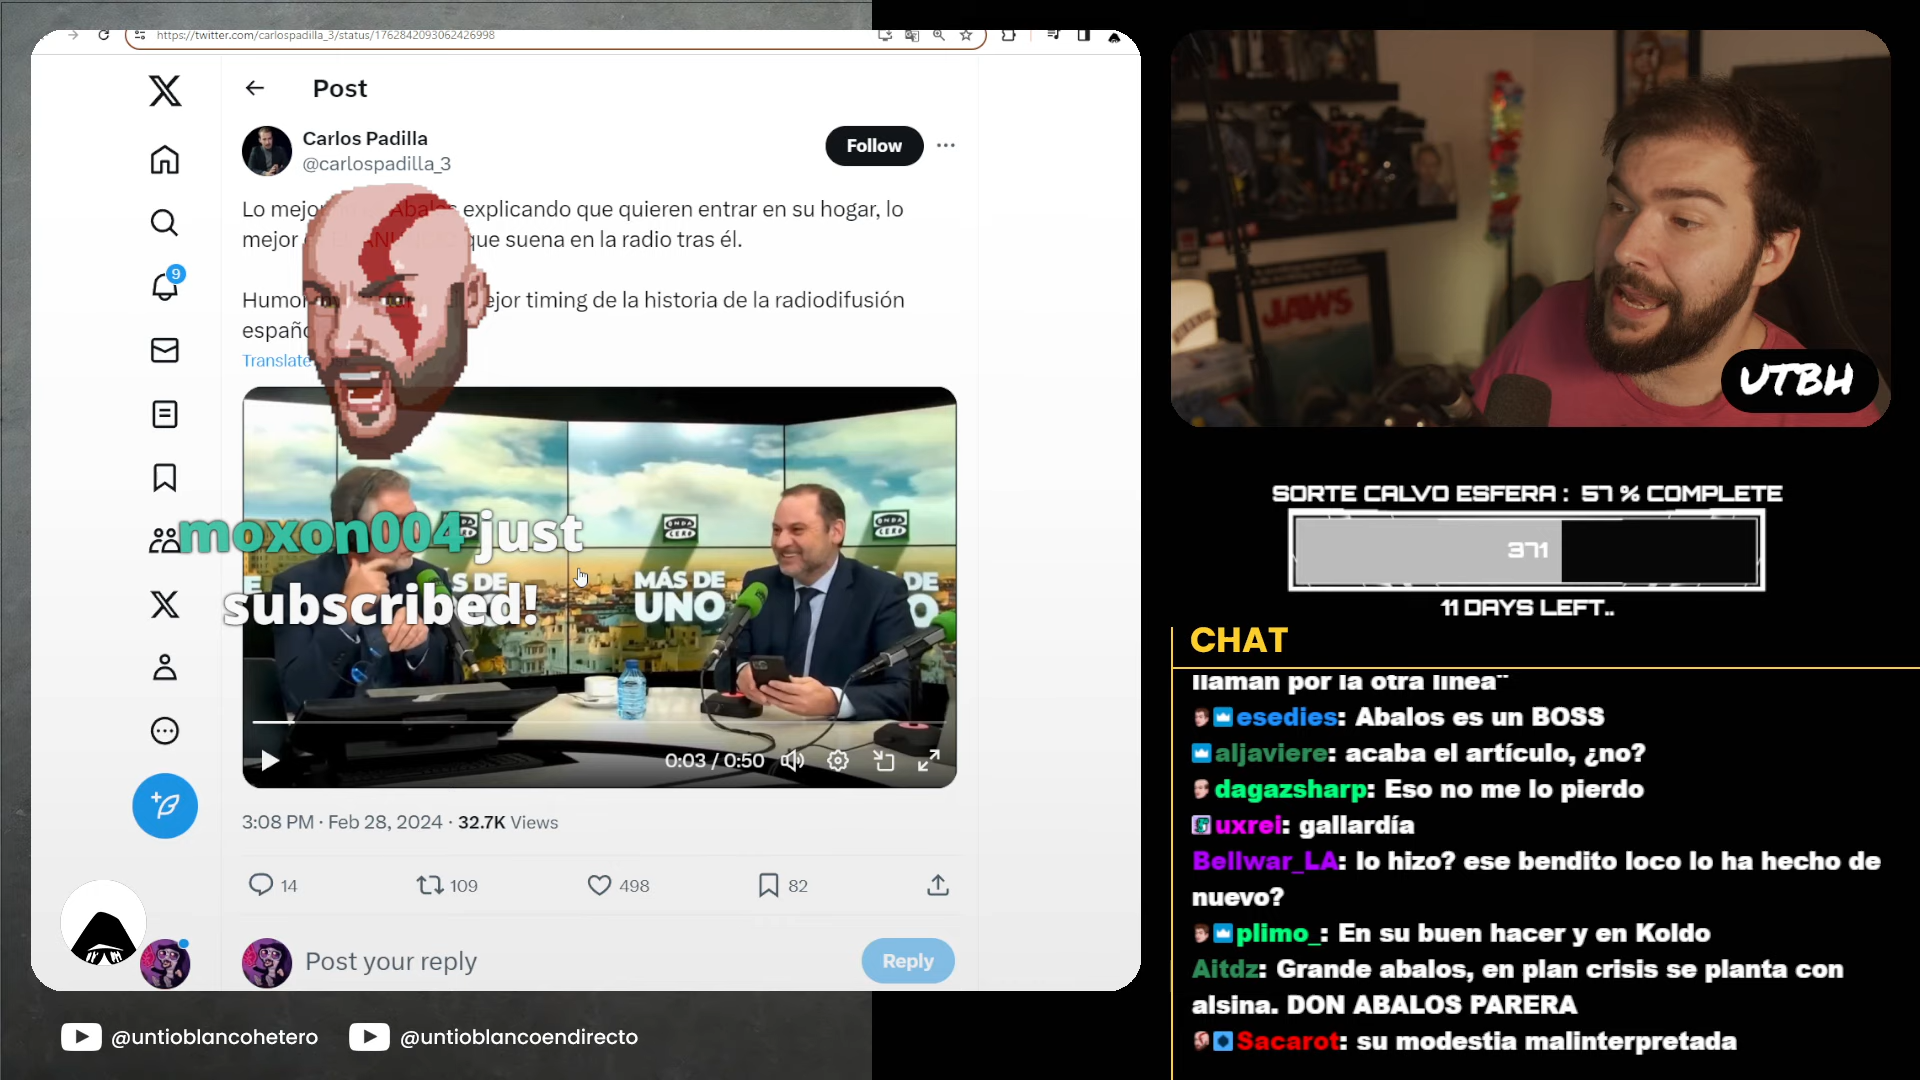 https://twitter.com/carlospadilla_3/status/1762842093062426998
Post
Carlos Padilla
@carlospadilla_3
Follow
9
Lo mejor explicando que quieren entrar en su hogar, lo
mejor que suena en la radio tras él.
timing de la historia de la radiodifusión
Translate
ONDA CERO
ONDA CERO
MÁS DE
UNO
S DE
DE
O
moxon004 just
subscribed!
0:03 / 0:50
3:08 PM · Feb 28, 2024 · 32.7K Views
14
109
498
82
Post your reply
Reply
@untioblancohetero
@untioblancoendirecto
JAWS
UTBH
SORTE CALVO ESFERA : 57 % COMPLETE
371
11 DAYS LEFT..
CHAT
llaman por la otra línea"
esedies: Abalos es un BOSS
aljaviere: acaba el artículo, ¿no?
dagazsharp: Eso no me lo pierdo
uxrei: gallardía
Bellwar_LA: lo hizo? ese bendito loco lo ha hecho de
nuevo?
plimo_: En su buen hacer y en Koldo
Aitdz: Grande abalos, en plan crisis se planta con
alsina. DON ABALOS PARERA
Sacarot: su modestia malinterpretada